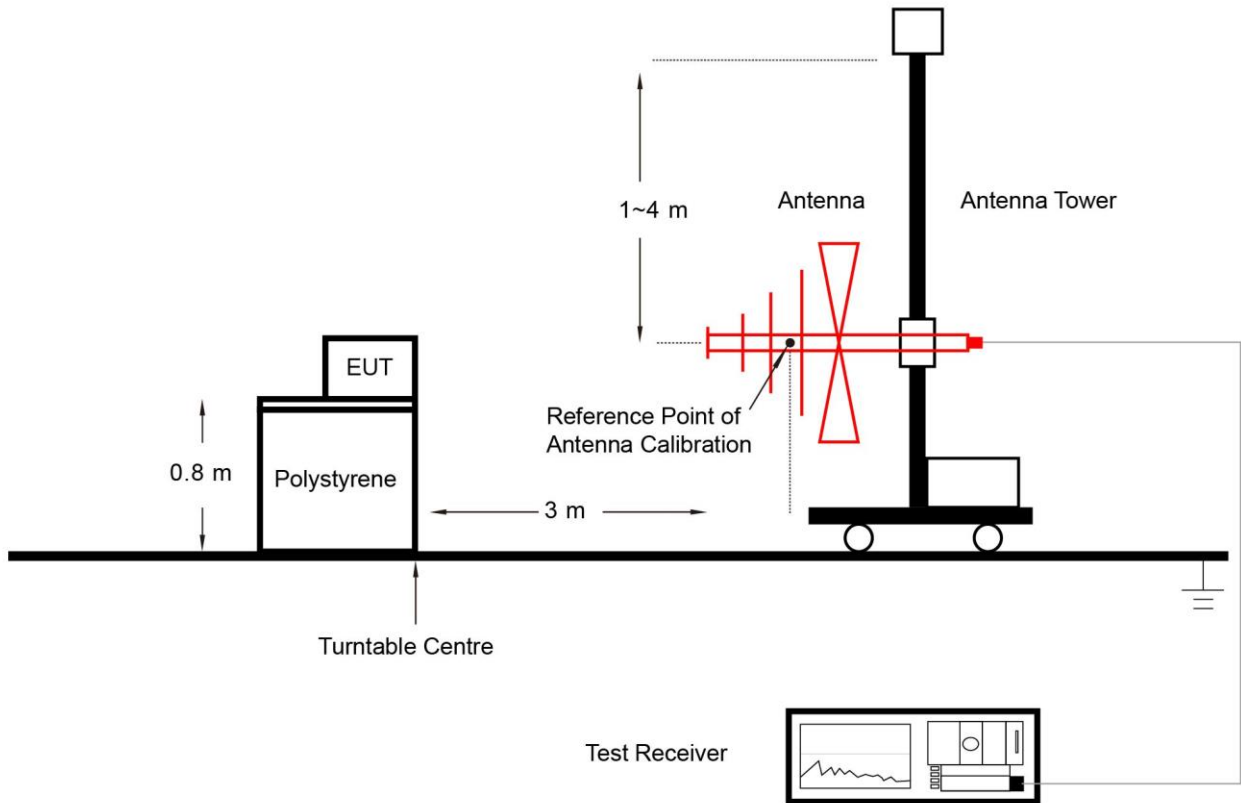 1~4 m
Antenna
Antenna Tower
EUT
Reference Point of
Antenna Calibration
0.8 m
Polystyrene
3 m
Turntable Centre
Test Receiver